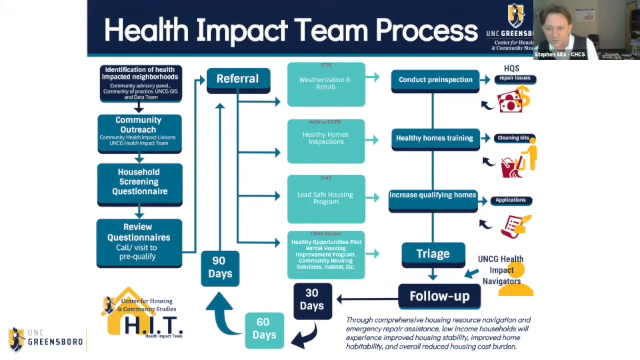 Health Impact Team Process
UNC GREENSBORO
Center for Housing
& Community Studies
Stephen Sills - CHCS
Identification of health
impacted neighborhoods
Community advisory panel,
Community of practice, UNCG GIS
and Data Team
Community
Outreach
Community Health Impact Liaisons
UNCG Health Impact Team
Household
Screening
Questionnaire
Review
Questionnaires
Call/ visit to
pre-qualify
Referral
Weatherization &
Rehab
Healthy Homes
Inspections
Lead
Lead Safe Housing
Program
Other Issues
Healthy Opportunities Pilot
Rental Housing
Improvement Program,
Community Housing
Solutions, Habitat, Etc.
Conduct preinspection
Healthy homes training
Increase qualifying homes
Triage
Follow-up
HQS
repair issues
Cleaning kits
Applications
UNCG Health
Impact
Navigators
30
Days
60
Days
90
Days
Center for Housing
& Community Studies
H.I.T.
Health Impact Team
UNC
GREENSBORO
Through comprehensive housing resource navigation and
emergency repair assistance, low income households will
experience improved housing stability, improved home
habitability, and overall reduced housing cost burden.